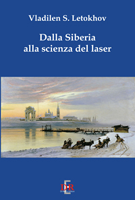 Vladilen S. Letokhov
Dalla Siberia
alla scienza del laser